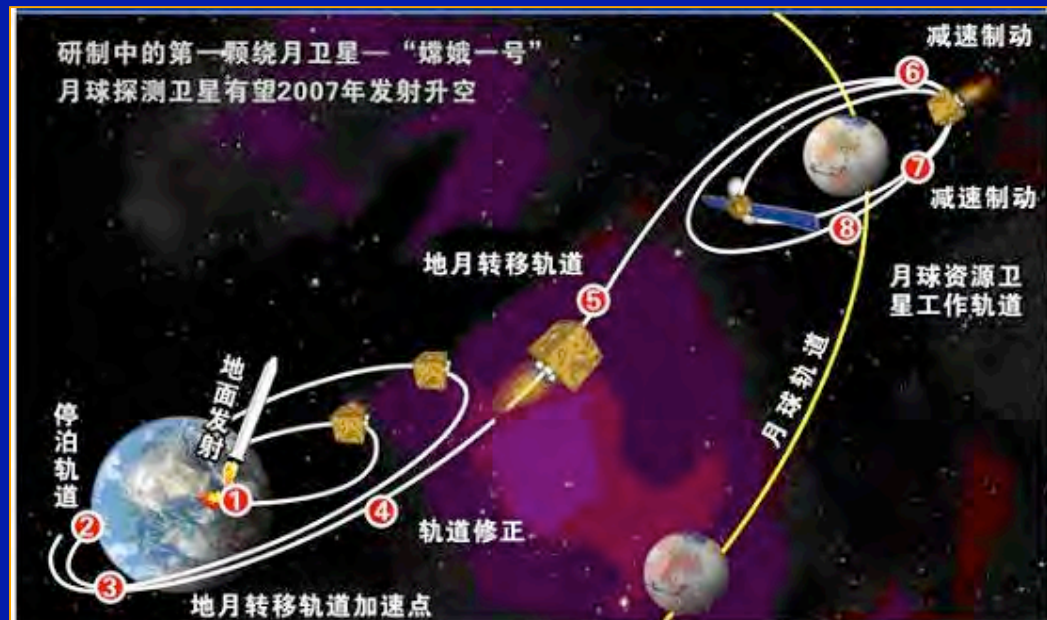 研制中的第一颗绕月卫星—“嫦娥一号”
月球探测卫星有望2007年发射升空
减速制动
6
7
减速制动
8
地月转移轨道
5
月球资源卫
星工作轨道
月球轨道
地面发射
停泊轨道
1
2
4
轨道修正
3
地月转移轨道加速点